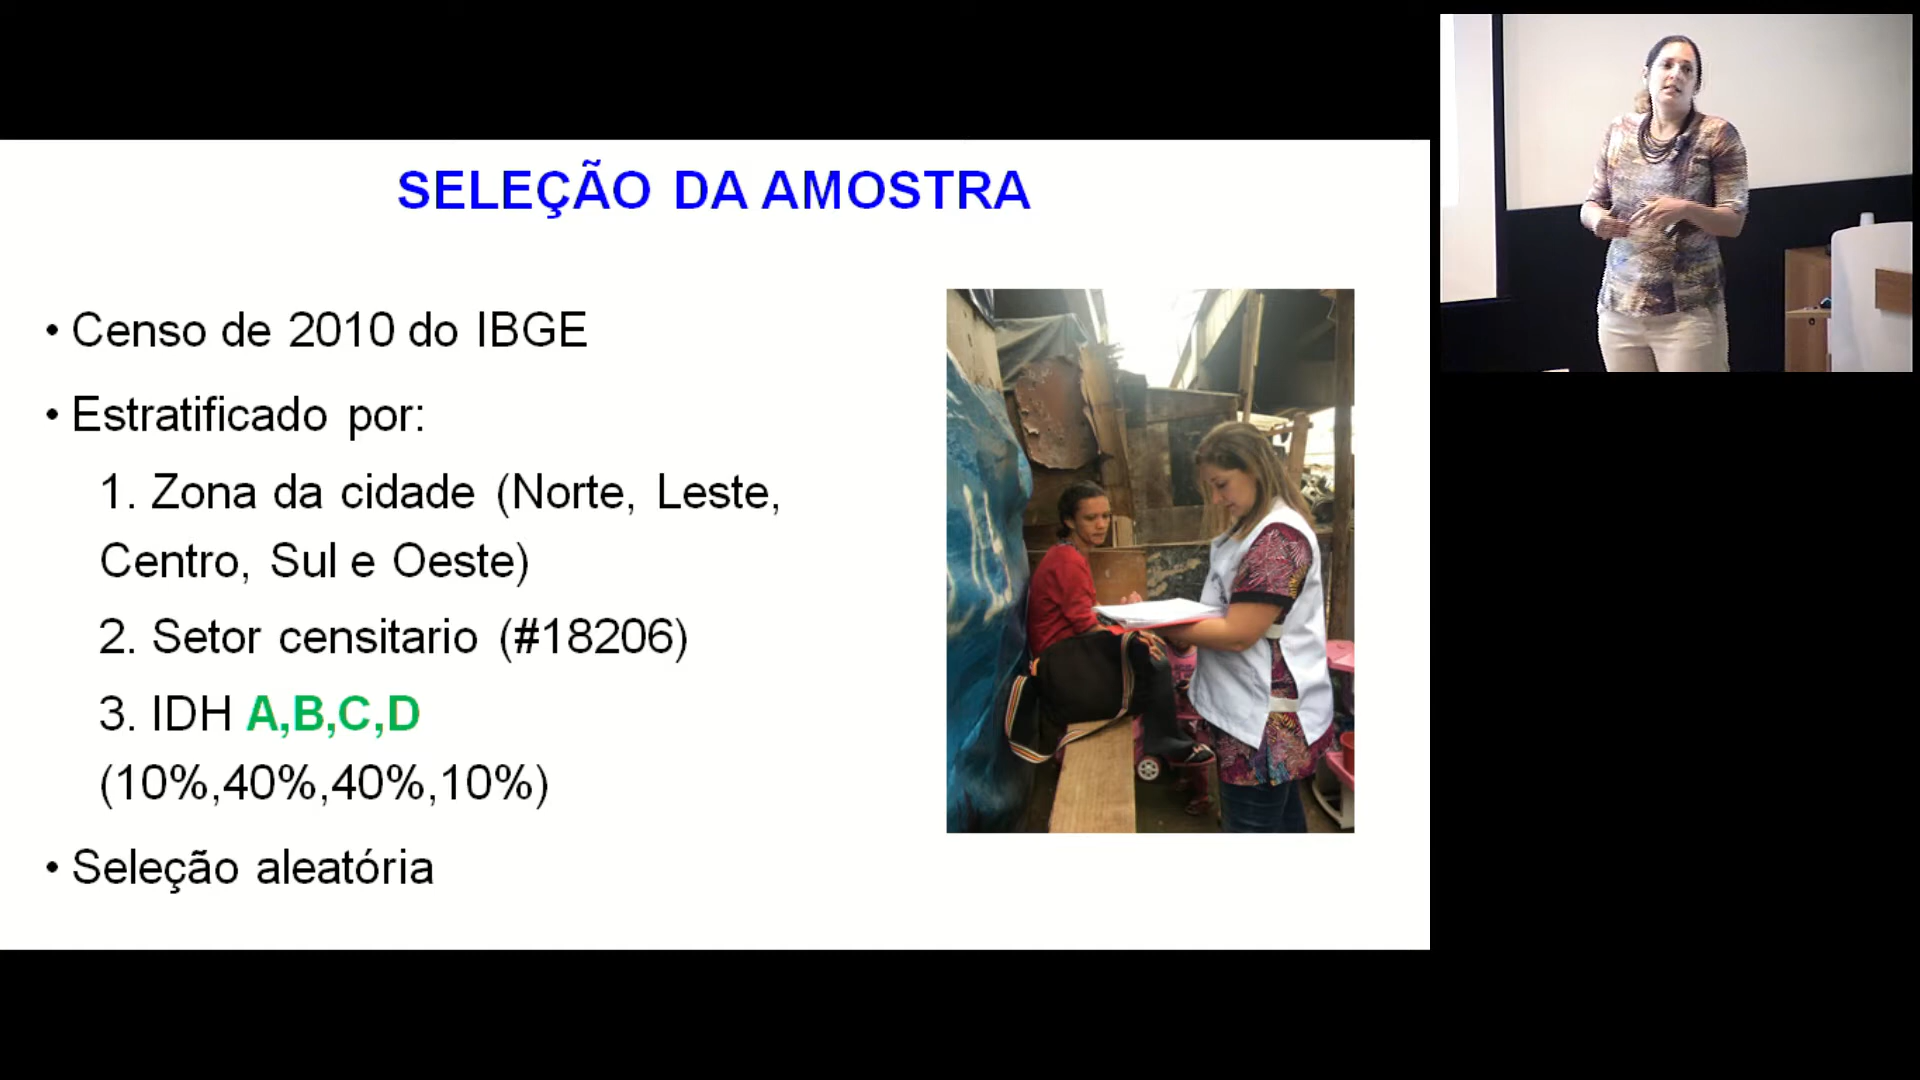 SELEÇÃO DA AMOSTRA
• Censo de 2010 do IBGE
• Estratificado por:
1. Zona da cidade (Norte, Leste,
Centro, Sul e Oeste)
2. Setor censitario (#18206)
3. IDH A,B,C,D
(10%,40%,40%,10%)
• Seleção aleatória